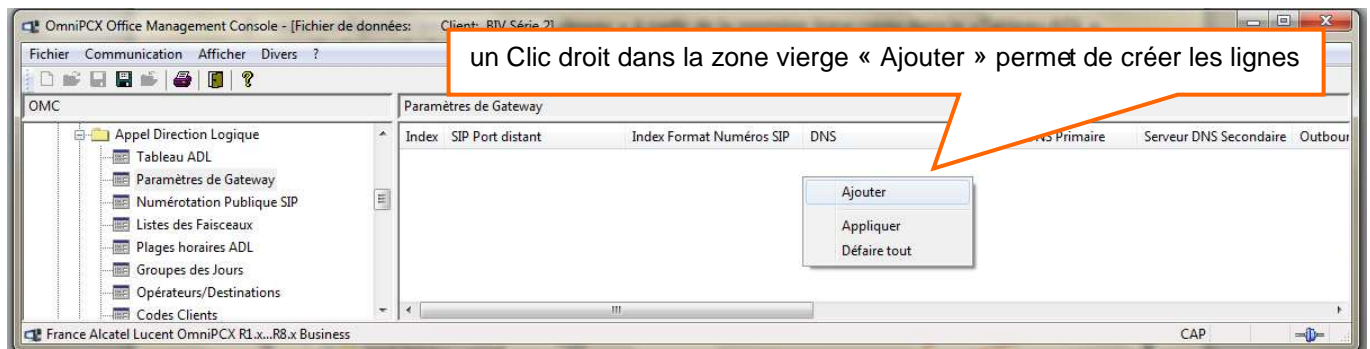 OmniPCX Office Management Console - [Fichier de données: Client: BIV Série 2]
un Clic droit dans la zone vierge « Ajouter » permet de créer les lignes
Fichier Communication Afficher Divers ?
OMC
Paramètres de Gateway
Appel Direction Logique
Tableau ADL
Paramètres de Gateway
Numérotation Publique SIP
Listes des Faisceaux
Plages horaires ADL
Groupes des Jours
Opérateurs/Destinations
Codes Clients
Index SIP Port distant Index Format Numéros SIP DNS Primaire Serveur DNS Secondaire Outbour
Ajouter
Appliquer
Défaire tout
France Alcatel Lucent OmniPCX R1.x...R8.x Business
CAP